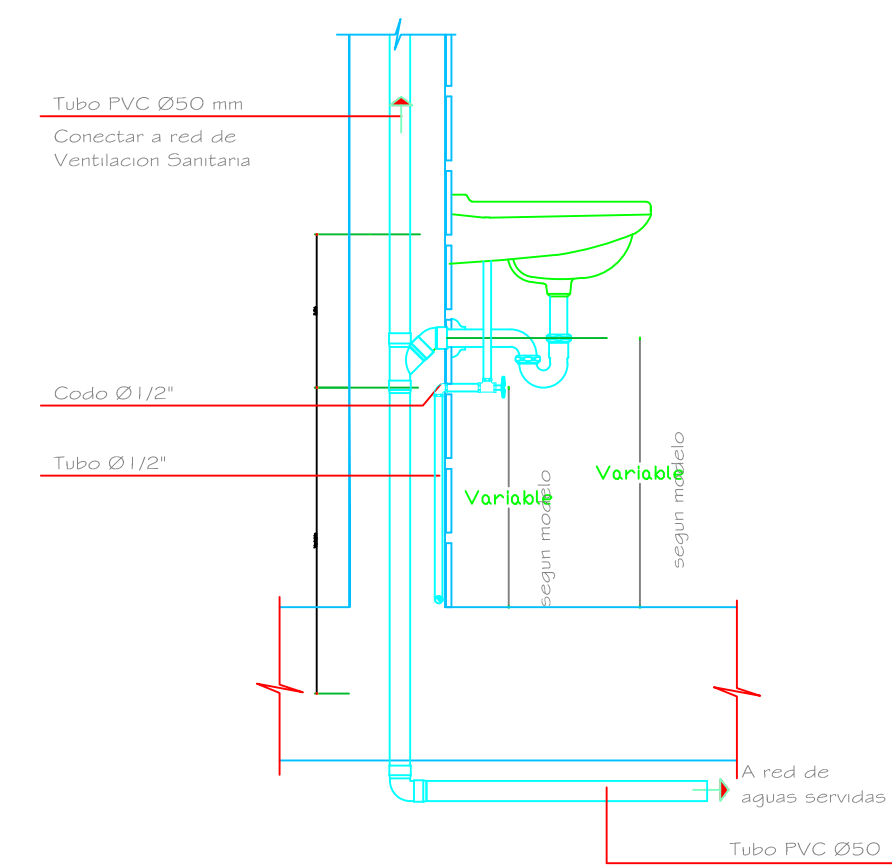 Tubo PVC Ø50 mm
Conectar a red de
Ventilacion Sanitaria
Codo Ø1/2"
Tubo Ø1/2"
Variable
segun modelo
Variable
segun modelo
A red de
aguas servidas
Tubo PVC Ø50